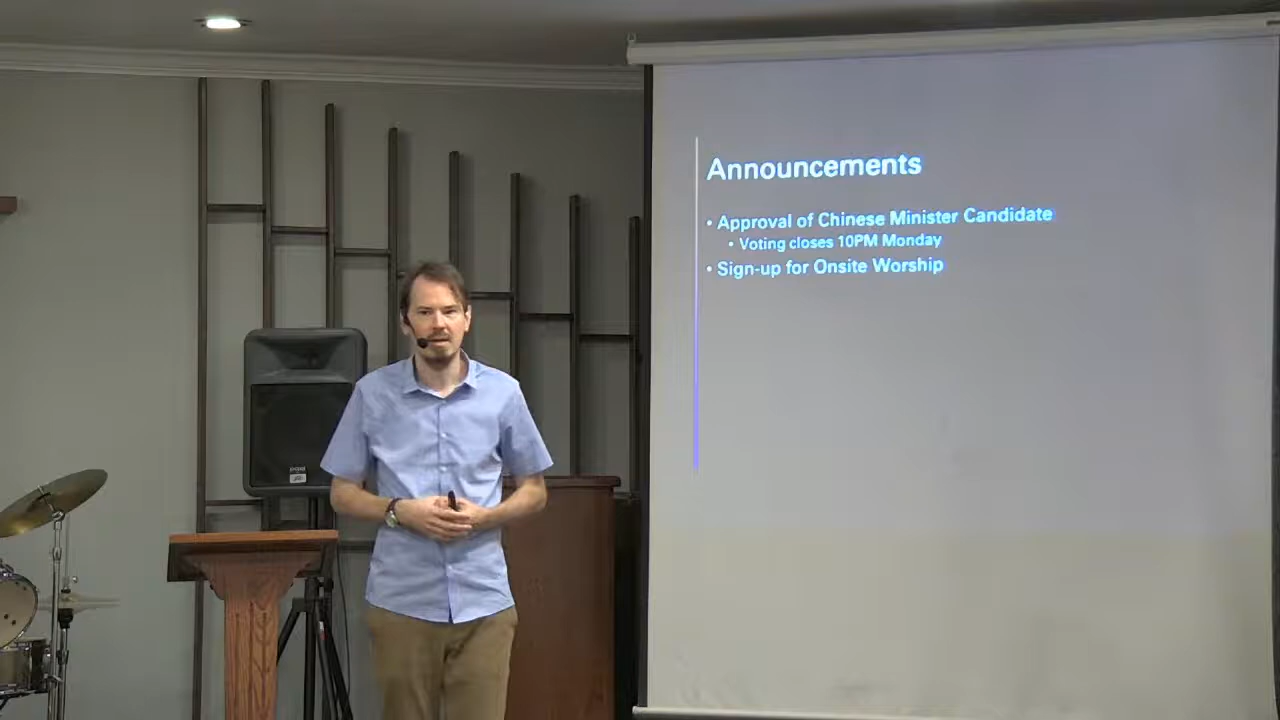 Announcements
• Approval of Chinese Minister Candidate
• Voting closes 10PM Monday
• Sign-up for Onsite Worship